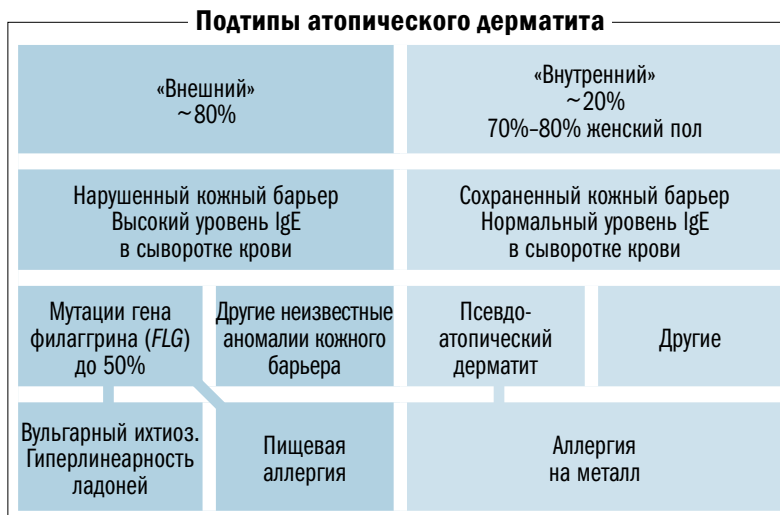 Подтипы атопического дерматита
«Внешний»
~80%
«Внутренний»
~20%
70%–80% женский пол
Нарушенный кожный барьер
Высокий уровень IgE
в сыворотке крови
Сохраненный кожный барьер
Нормальный уровень IgE
в сыворотке крови
Мутации гена
филаггрина (FLG)
до 50%
Другие неизвестные
аномалии кожного
барьера
Псевдо-
атопический
дерматит
Другие
Вульгарный ихтиоз.
Гиперлинеарность
ладоней
Пищевая
аллергия
Аллергия
на металл